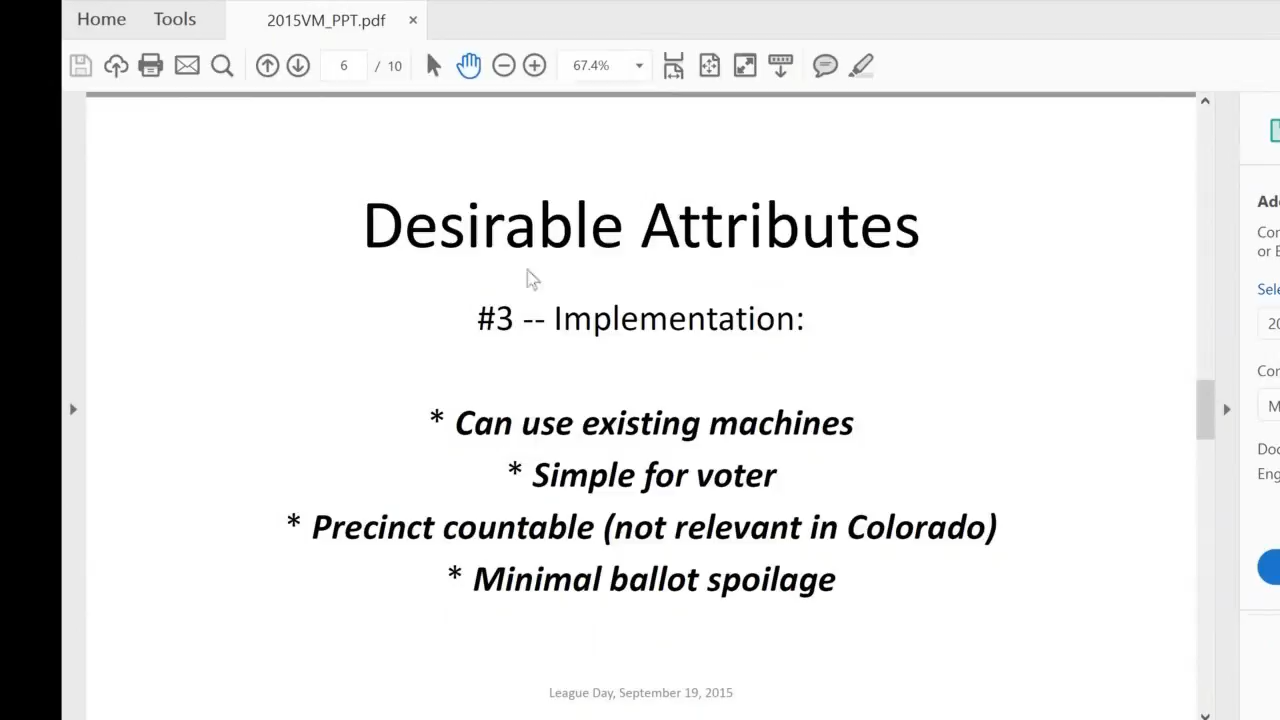 Home Tools 2015VM_PPT.pdf ×
6 / 10 67.4%
Desirable Attributes
#3 -- Implementation:
* Can use existing machines
* Simple for voter
* Precinct countable (not relevant in Colorado)
* Minimal ballot spoilage
League Day, September 19, 2015